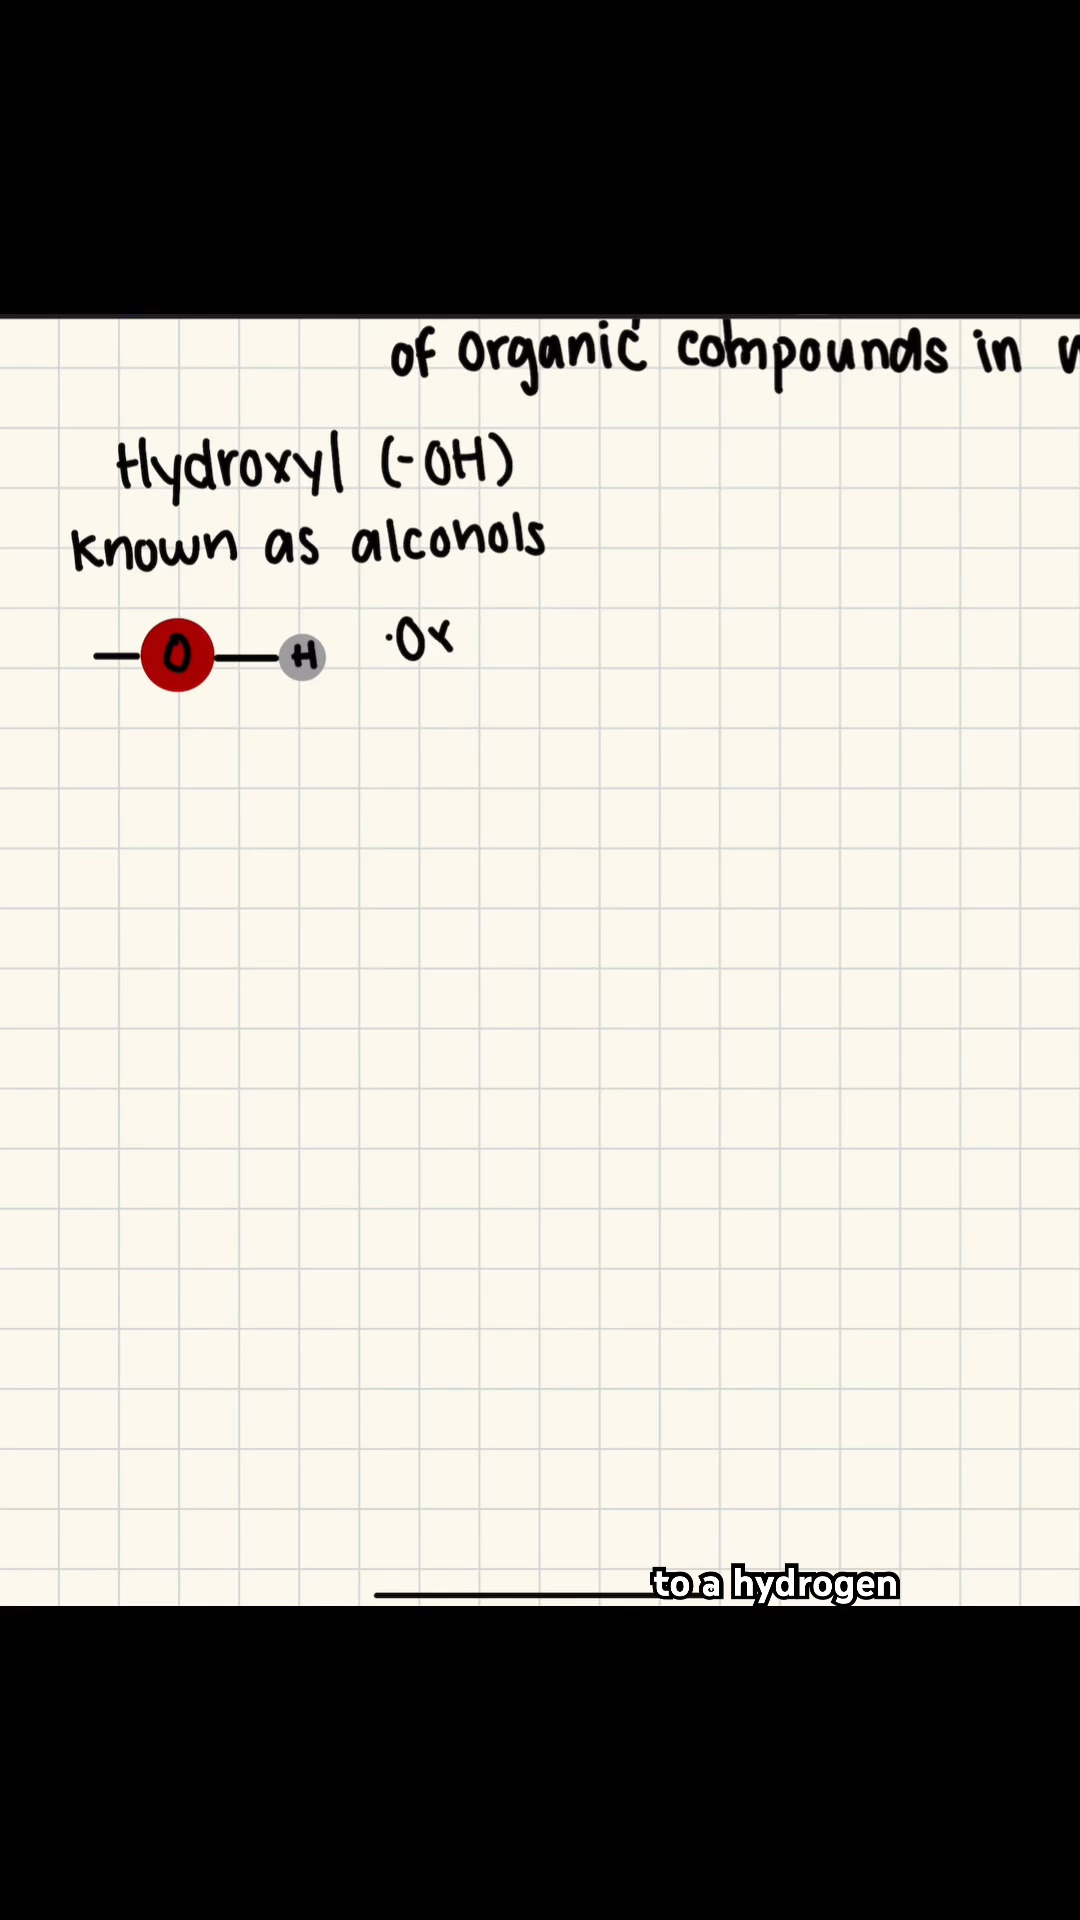 of organic compounds in
Hydroxyl (-OH)
known as alcohols
O H
·Ox
to a hydrogen